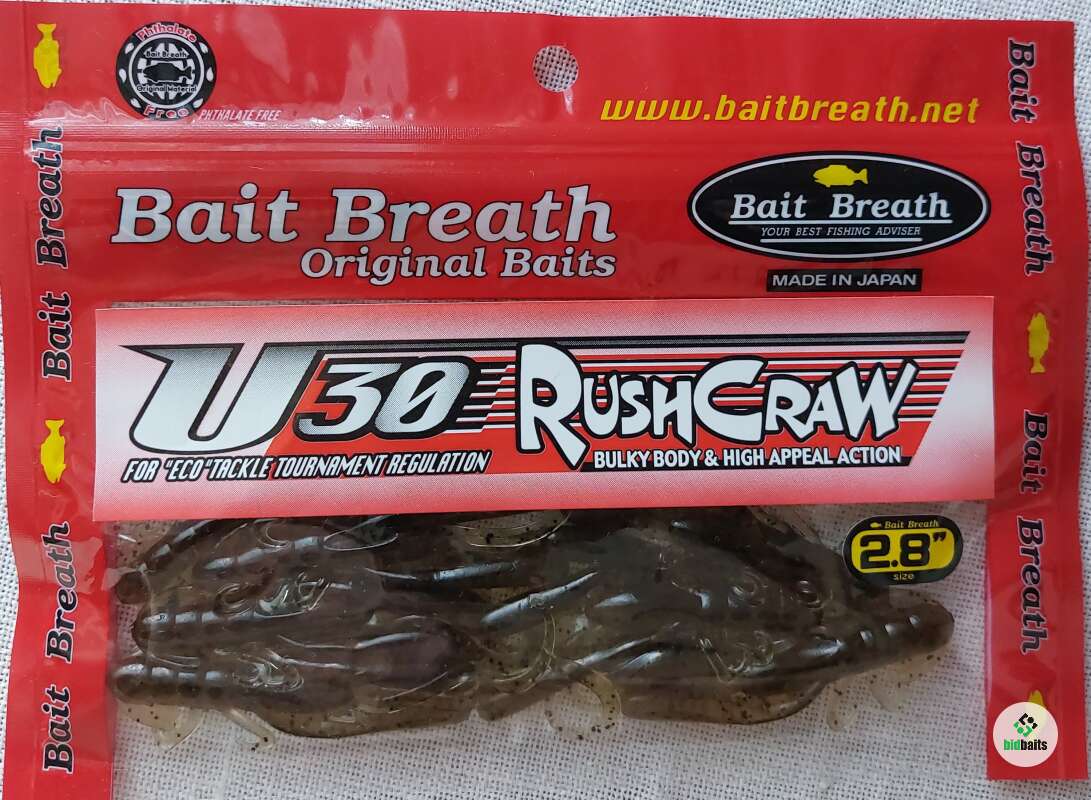 Phthalate
Bait Breath
Original Material
Free
PHTHALATE FREE
www.baitbreath.net
Bait Breath
Original Baits
Bait Breath
YOUR BEST FISHING ADVISER
MADE IN JAPAN
U30 RUSHCRAW
FOR "ECO" TACKLE TOURNAMENT REGULATION
BULKY BODY & HIGH APPEAL ACTION
Bait Breath
2.8"
size
Bait Breath
Bait Breath
Bait
Bait Breath
Bait Breath
bidbaits